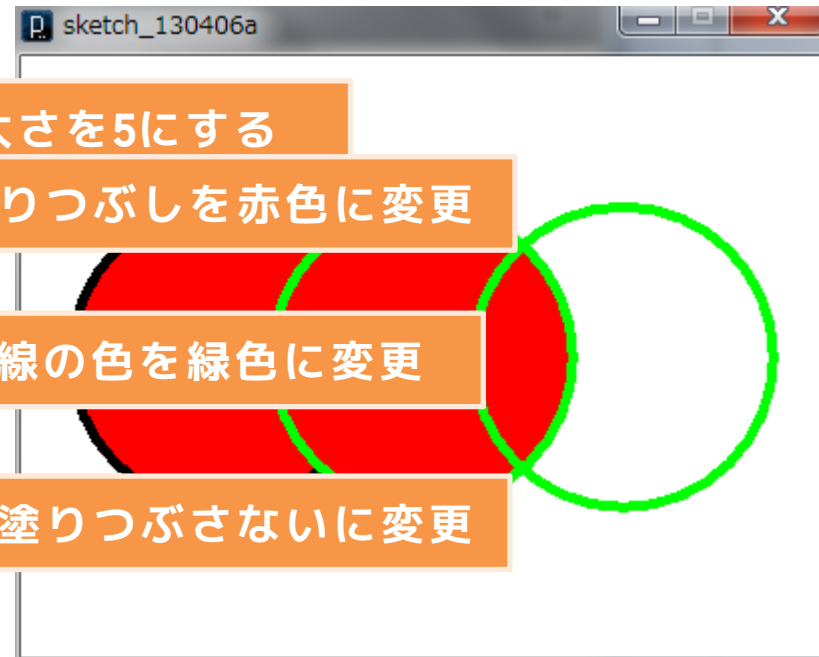 sketch_130406a
さを5にする
りつぶしを赤色に変更
線の色を緑色に変更
塗りつぶさないに変更